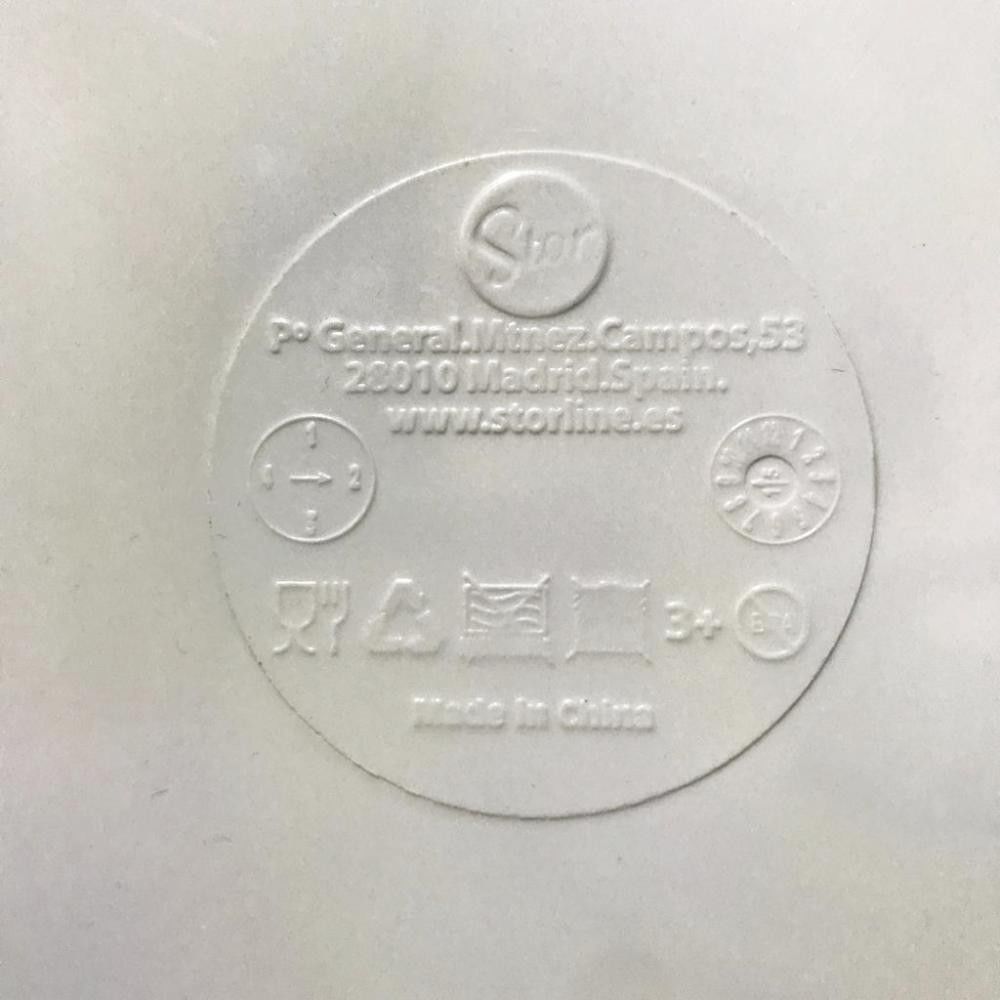 Stor
Pº General.Mtnez.Campos,53
28010 Madrid.Spain.
www.storline.es
1
1 2
3
3+
Made in China